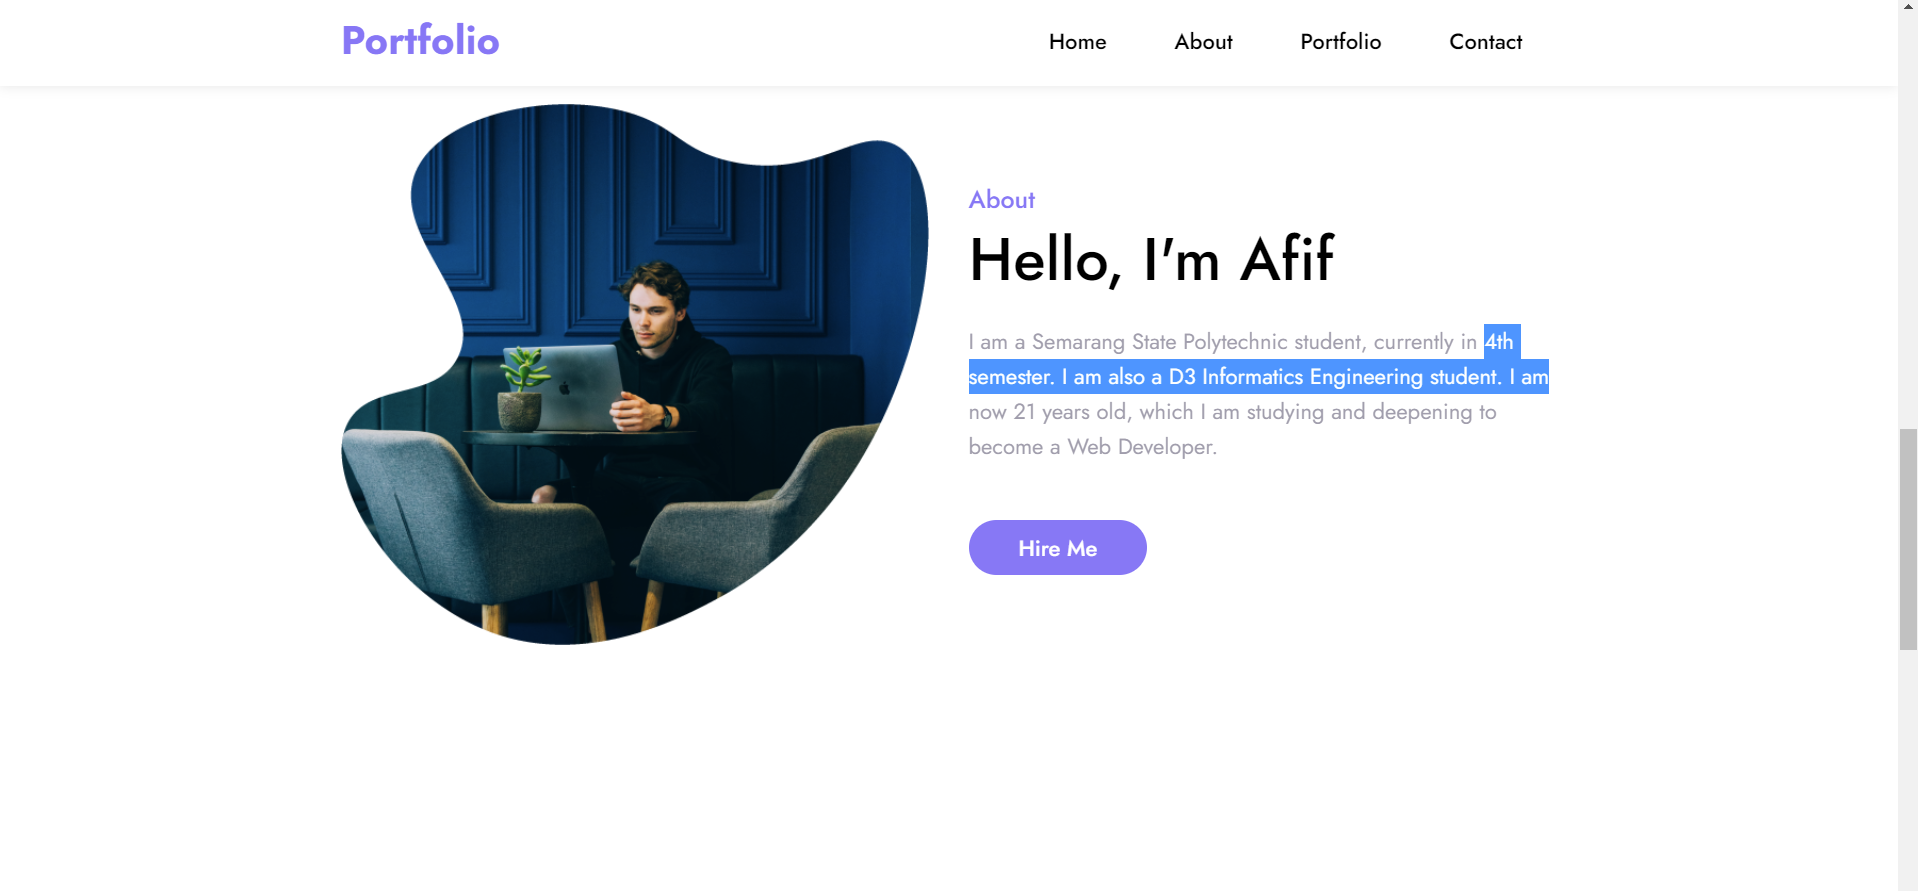 Portfolio
Home About Portfolio Contact
About
Hello, I'm Afif
I am a Semarang State Polytechnic student, currently in 4th
semester. I am also a D3 Informatics Engineering student. I am
now 21 years old, which I am studying and deepening to
become a Web Developer.
Hire Me